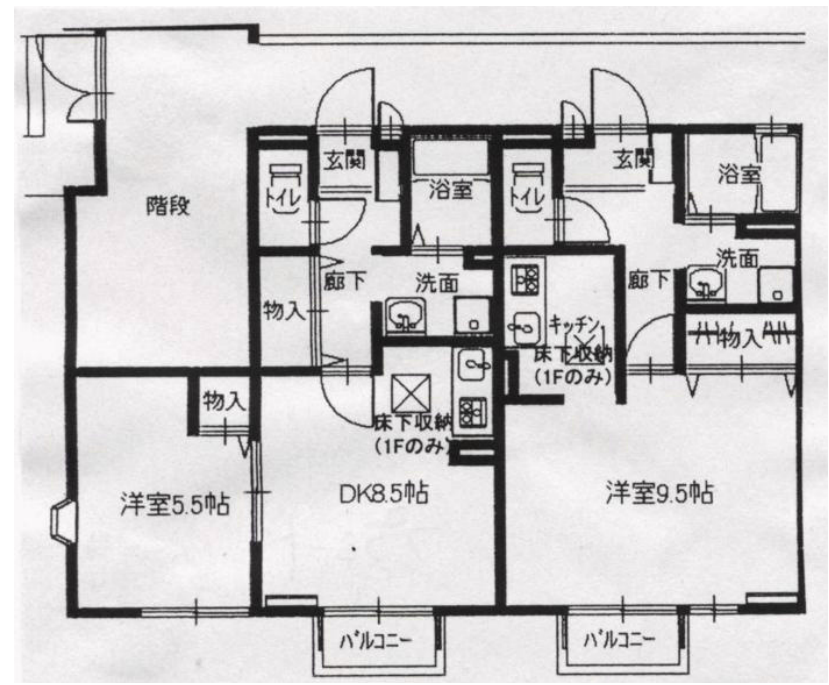 玄関
玄関
トイレ
浴室
トイレ
浴室
階段
物入
廊下
洗面
廊下
洗面
キッチン
物入
床下収納
(1Fのみ)
物入
床下収納
(1Fのみ)
洋室5.5帖
DK8.5帖
洋室9.5帖
バルコニー
バルコニー